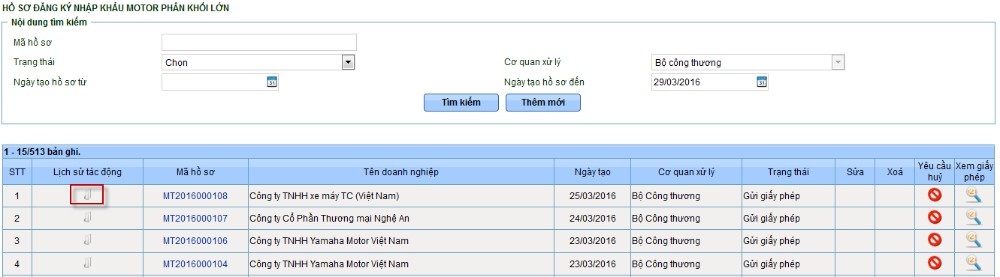 HỒ SƠ ĐĂNG KÝ NHẬP KHẨU MOTOR PHÂN KHỐI LỚN
Nội dung tìm kiếm
Mã hồ sơ
Trạng thái Chọn Cơ quan xử lý Bộ công thương
Ngày tạo hồ sơ từ 31 Ngày tạo hồ sơ đến 29/03/2016 31
Tìm kiếm Thêm mới
1 - 15/513 bản ghi.
STT Lịch sử tác động Mã hồ sơ Tên doanh nghiệp Ngày tạo Cơ quan xử lý Trạng thái Sửa Xoá Yêu cầu huỷ Xem giấy phép
1 MT2016000108 Công ty TNHH xe máy TC (Việt Nam) 25/03/2016 Bộ Công thương Gửi giấy phép
2 MT2016000107 Công ty Cổ Phần Thương mại Nghệ An 24/03/2016 Bộ Công thương Gửi giấy phép
3 MT2016000106 Công ty TNHH Yamaha Motor Việt Nam 23/03/2016 Bộ Công thương Gửi giấy phép
4 MT2016000104 Công ty TNHH Yamaha Motor Việt Nam 23/03/2016 Bộ Công thương Gửi giấy phép